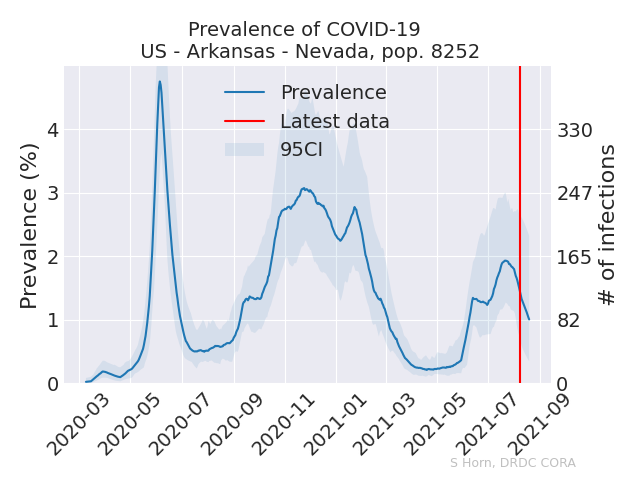 Prevalence of COVID-19
US - Arkansas - Nevada, pop. 8252
Prevalence
Latest data
95CI
Prevalence (%)
4
3
2
1
0
330
247
165
82
0
# of infections
2020-03
2020-05
2020-07
2020-09
2020-11
2021-01
2021-03
2021-05
2021-07
2021-09
S Horn, DRDC CORA